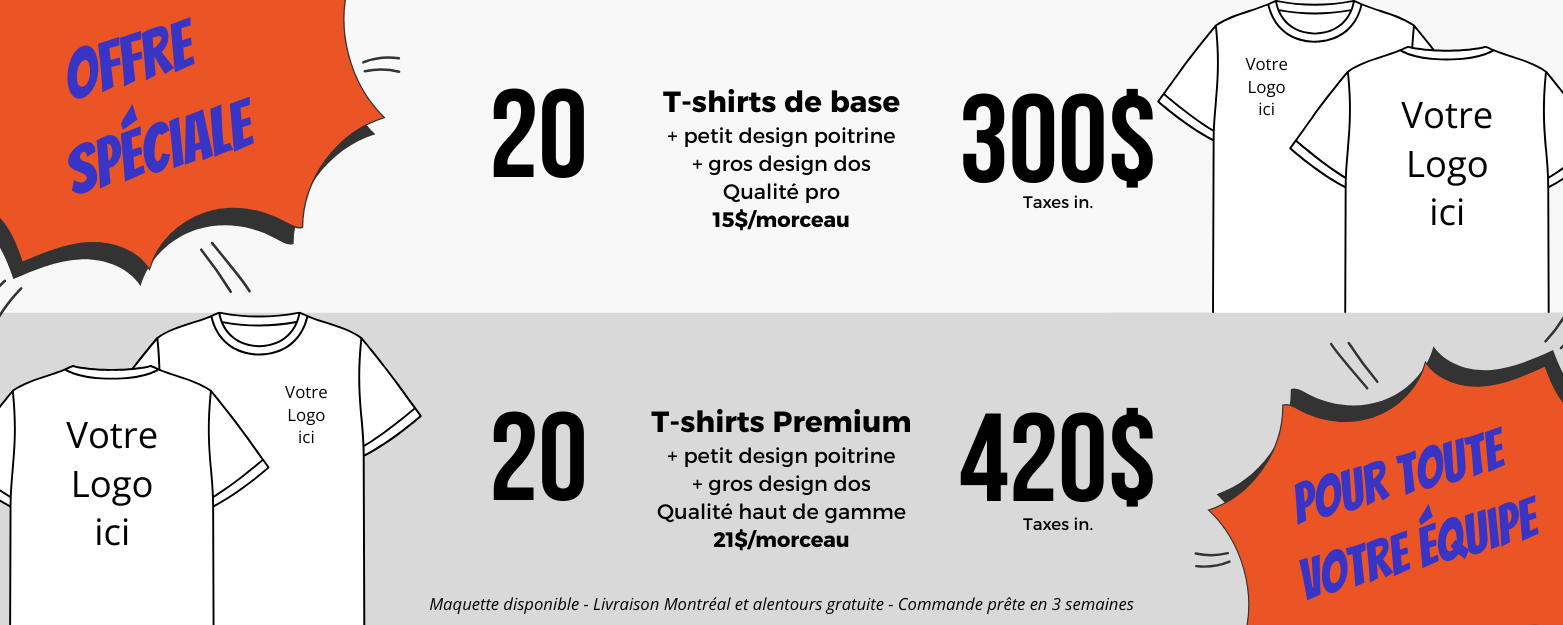 OFFRE
SPÉCIALE
20
T-shirts de base
+ petit design poitrine
+ gros design dos
Qualité pro
15$/morceau
300$
Taxes in.
Votre
Logo
ici
Votre
Logo
ici
Votre
Logo
ici
Votre
Logo
ici
20
T-shirts Premium
+ petit design poitrine
+ gros design dos
Qualité haut de gamme
21$/morceau
420$
Taxes in.
POUR TOUTE
VOTRE ÉQUIPE
Maquette disponible - Livraison Montréal et alentours gratuite - Commande prête en 3 semaines